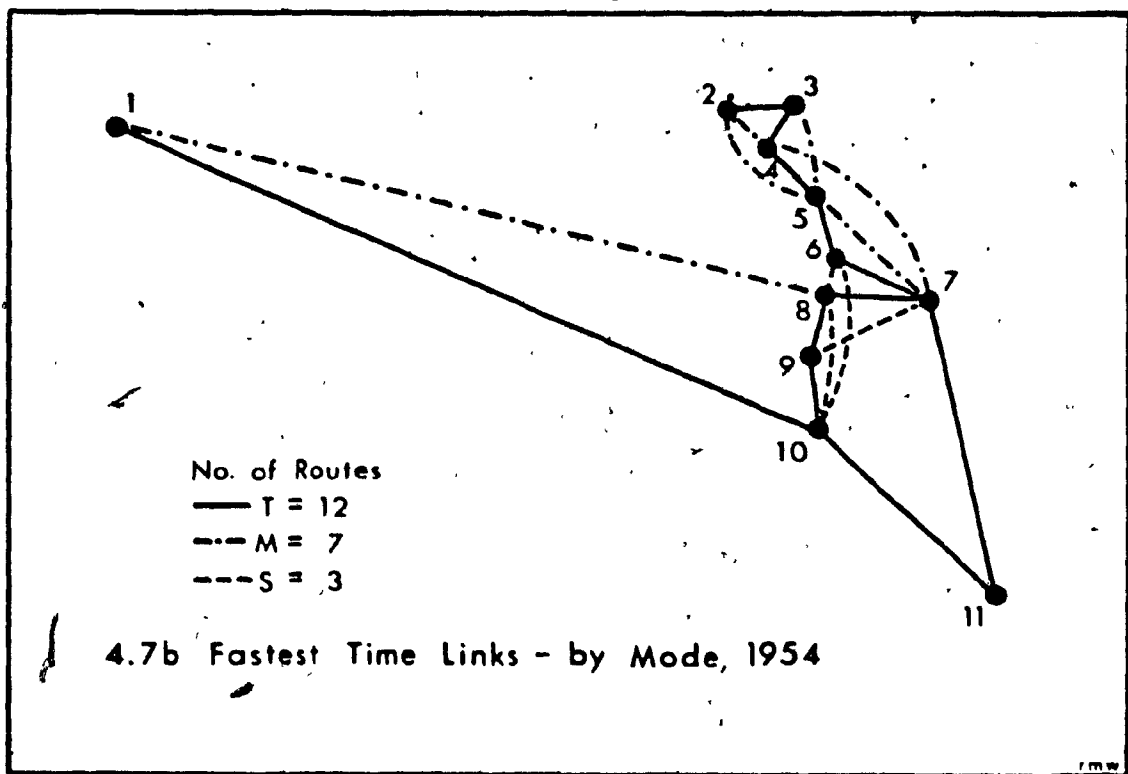 1
2
3
4
5
6
7
8
9
10
11
No. of Routes
T = 12
M = 7
S = 3
4.7b Fastest Time Links - by Mode, 1954
rmw